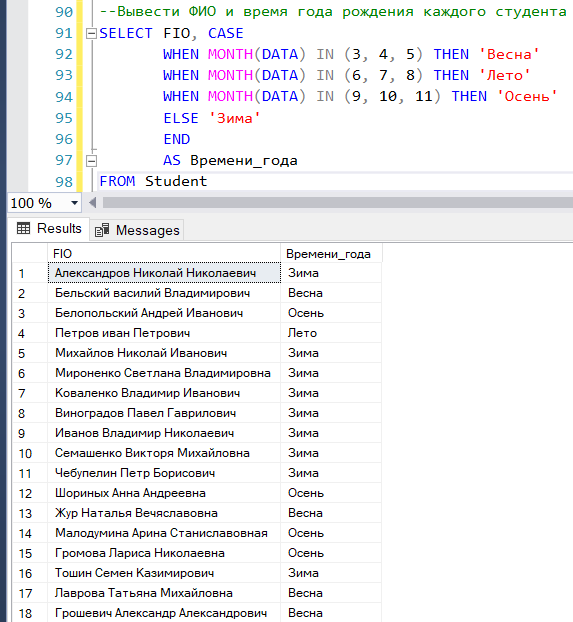 90 --Вывести ФИО и время года рождения каждого студента
91 SELECT FIO, CASE
92 WHEN MONTH(DATA) IN (3, 4, 5) THEN 'Весна'
93 WHEN MONTH(DATA) IN (6, 7, 8) THEN 'Лето'
94 WHEN MONTH(DATA) IN (9, 10, 11) THEN 'Осень'
95 ELSE 'Зима'
96 END
97 AS Времени_года
98 FROM Student
100 %
Results Messages
FIO Времени_года
1 Александров Николай Николаевич Зима
2 Бельский василий Владимирович Весна
3 Белопольский Андрей Иванович Осень
4 Петров иван Петрович Лето
5 Михайлов Николай Иванович Зима
6 Мироненко Светлана Владимировна Зима
7 Коваленко Владимир Иванович Зима
8 Виноградов Павел Гаврилович Зима
9 Иванов Владимир Николаевич Зима
10 Семашенко Викторя Михайловна Зима
11 Чебупелин Петр Борисович Зима
12 Шориных Анна Андреевна Осень
13 Жур Наталья Вечяславовна Весна
14 Малодумина Арина Станиславовная Осень
15 Громова Лариса Николаевна Осень
16 Тошин Семен Казимирович Зима
17 Лаврова Татьяна Михайловна Весна
18 Грошевич Александр Александрович Весна